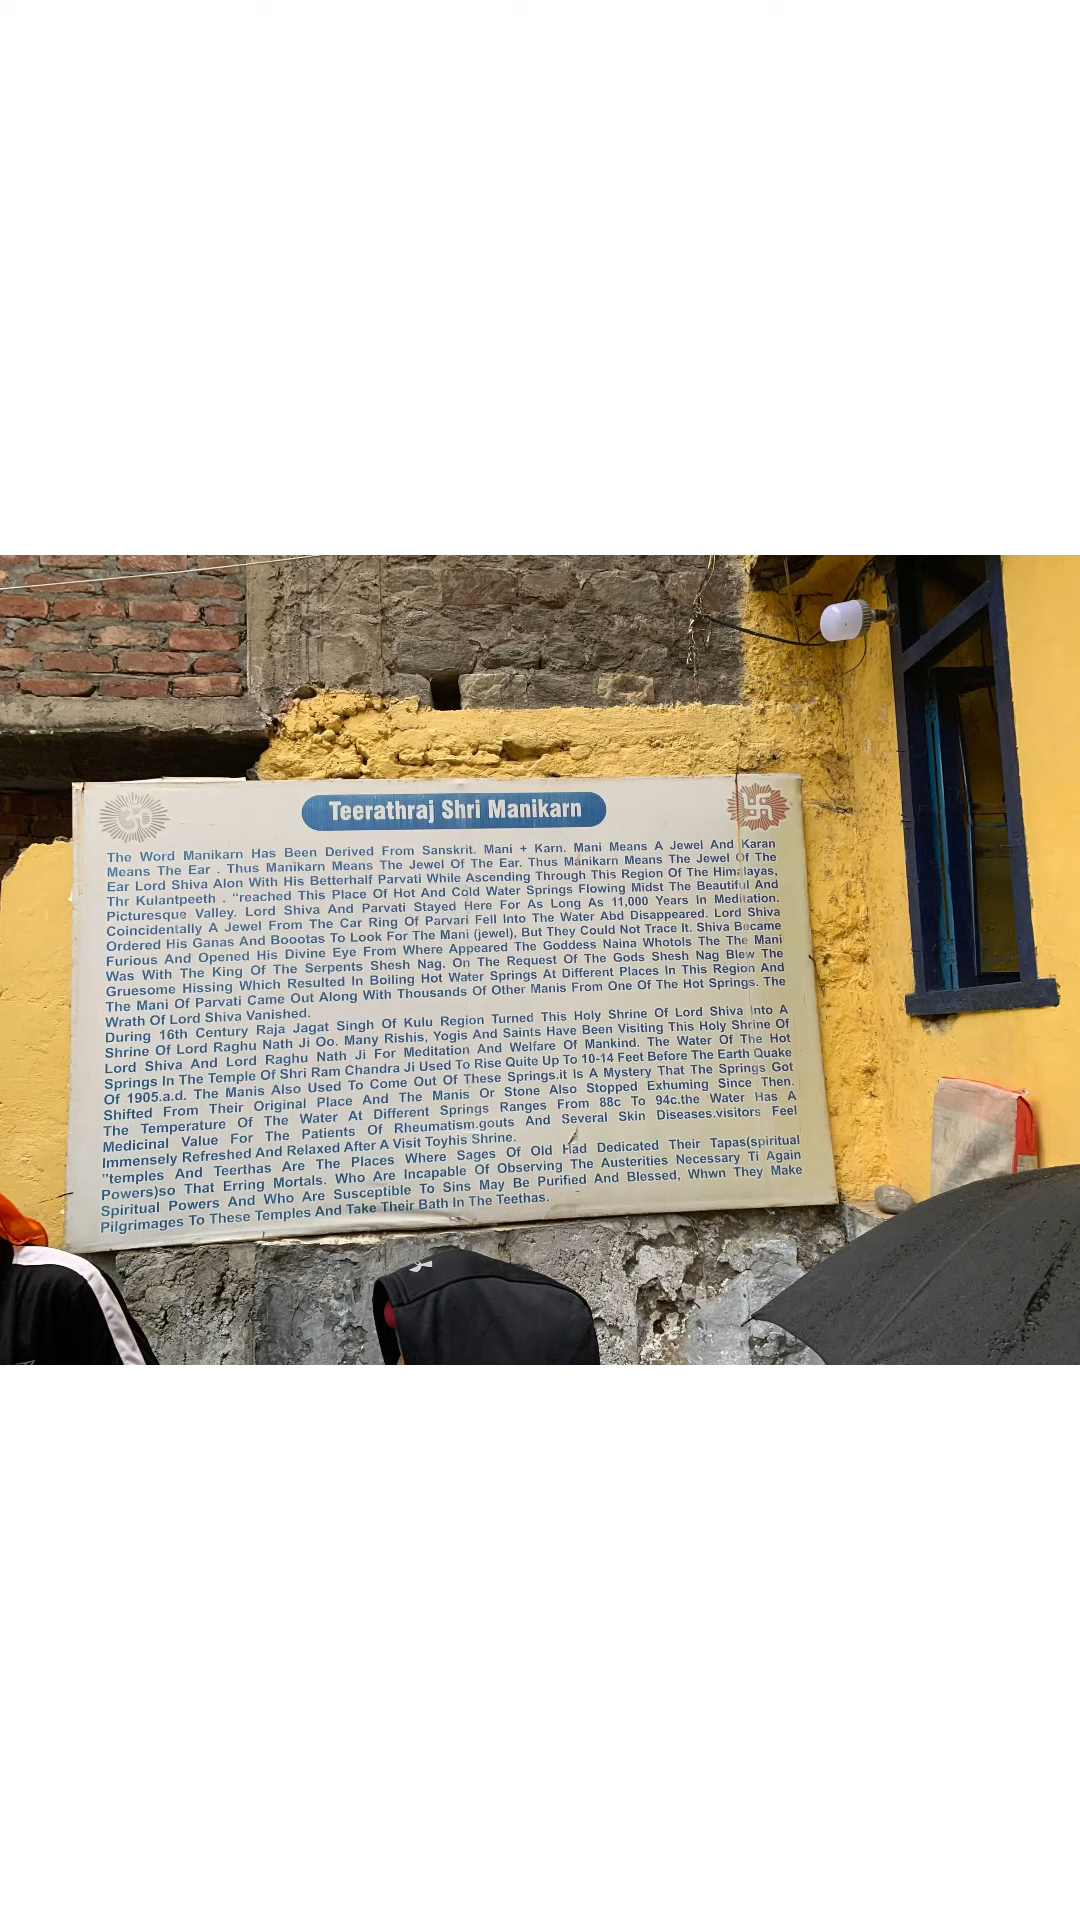 Teerathraj Shri Manikarn
The Word Manikarn Has Been Derived From Sanskrit. Mani + Karn. Mani Means A Jewel And Karan
Means The Ear . Thus Manikarn Means The Jewel Of The Ear. Thus Manikarn Means The Jewel Of The
Ear Lord Shiva Alon With His Betterhalf Parvati While Ascending Through This Region Of The Himalayas,
Thr Kulantpeeth . “reached This Place Of Hot And Cold Water Springs Flowing Midst The Beautiful And
Picturesque Valley. Lord Shiva And Parvati Stayed Here For As Long As 11,000 Years In Meditation.
Coincidentally A Jewel From The Car Ring Of Parvari Fell Into The Water Abd Disappeared. Lord Shiva
Ordered His Ganas And Boootas To Look For The Mani (jewel), But They Could Not Trace It. Shiva Became
Furious And Opened His Divine Eye From Where Appeared The Goddess Naina Whotols The The Mani
Was With The King Of The Serpents Shesh Nag. On The Request Of The Gods Shesh Nag Blew The
Gruesome Hissing Which Resulted In Boiling Hot Water Springs At Different Places In This Region And
The Mani Of Parvati Came Out Along With Thousands Of Other Manis From One Of The Hot Springs. The
Wrath Of Lord Shiva Vanished.
During 16th Century Raja Jagat Singh Of Kulu Region Turned This Holy Shrine Of Lord Shiva Into A
Shrine Of Lord Raghu Nath Ji Oo. Many Rishis, Yogis And Saints Have Been Visiting This Holy Shrine Of
Lord Shiva And Lord Raghu Nath Ji For Meditation And Welfare Of Mankind. The Water Of The Hot
Springs In The Temple Of Shri Ram Chandra Ji Used To Rise Quite Up To 10-14 Feet Before The Earth Quake
Of 1905.a.d. The Manis Also Used To Come Out Of These Springs.it Is A Mystery That The Springs Got
Shifted From Their Original Place And The Manis Or Stone Also Stopped Exhuming Since Then.
The Temperature Of The Water At Different Springs Ranges From 88c To 94c.the Water Has A
Medicinal Value For The Patients Of Rheumatism.gouts And Several Skin Diseases.visitors Feel
Immensely Refreshed And Relaxed After A Visit Toyhis Shrine.
”temples And Teerthas Are The Places Where Sages Of Old Had Dedicated Their Tapas(spiritual
Powers)so That Erring Mortals. Who Are Incapable Of Observing The Austerities Necessary Ti Again
Spiritual Powers And Who Are Susceptible To Sins May Be Purified And Blessed, Whwn They Make
Pilgrimages To These Temples And Take Their Bath In The Teethas.